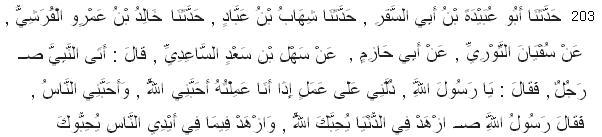 203 حَدَّثَنَا أَبُو عُبَيْدَةَ بْنُ أَبِي السَّفَرِ , حَدَّثَنَا شِهَابُ بْنُ عَبَّادٍ , حَدَّثَنَا خَالِدُ بْنُ عَمْرٍو الْقُرَشِيُّ ,
عَنْ سُفْيَانَ الثَّوْرِيِّ , عَنْ أَبِي حَازِمٍ , عَنْ سَهْلِ بْنِ سَعْدٍ السَّاعِدِيِّ , قَالَ : أَتَى النَّبِيَّ صـ
رَجُلٌ , فَقَالَ : يَا رَسُولَ اللَّهِ , دُلَّنِي عَلَى عَمَلٍ إِذَا أَنَا عَمِلْتُهُ أَحَبَّنِي اللَّهُ , وَأَحَبَّنِي النَّاسُ ,
فَقَالَ رَسُولُ اللَّهِ صـ ازْهَدْ فِي الدُّنْيَا يُحِبَّكَ اللَّهُ , وَازْهَدْ فِيمَا فِي أَيْدِي النَّاسِ يُحِبُّوكَ